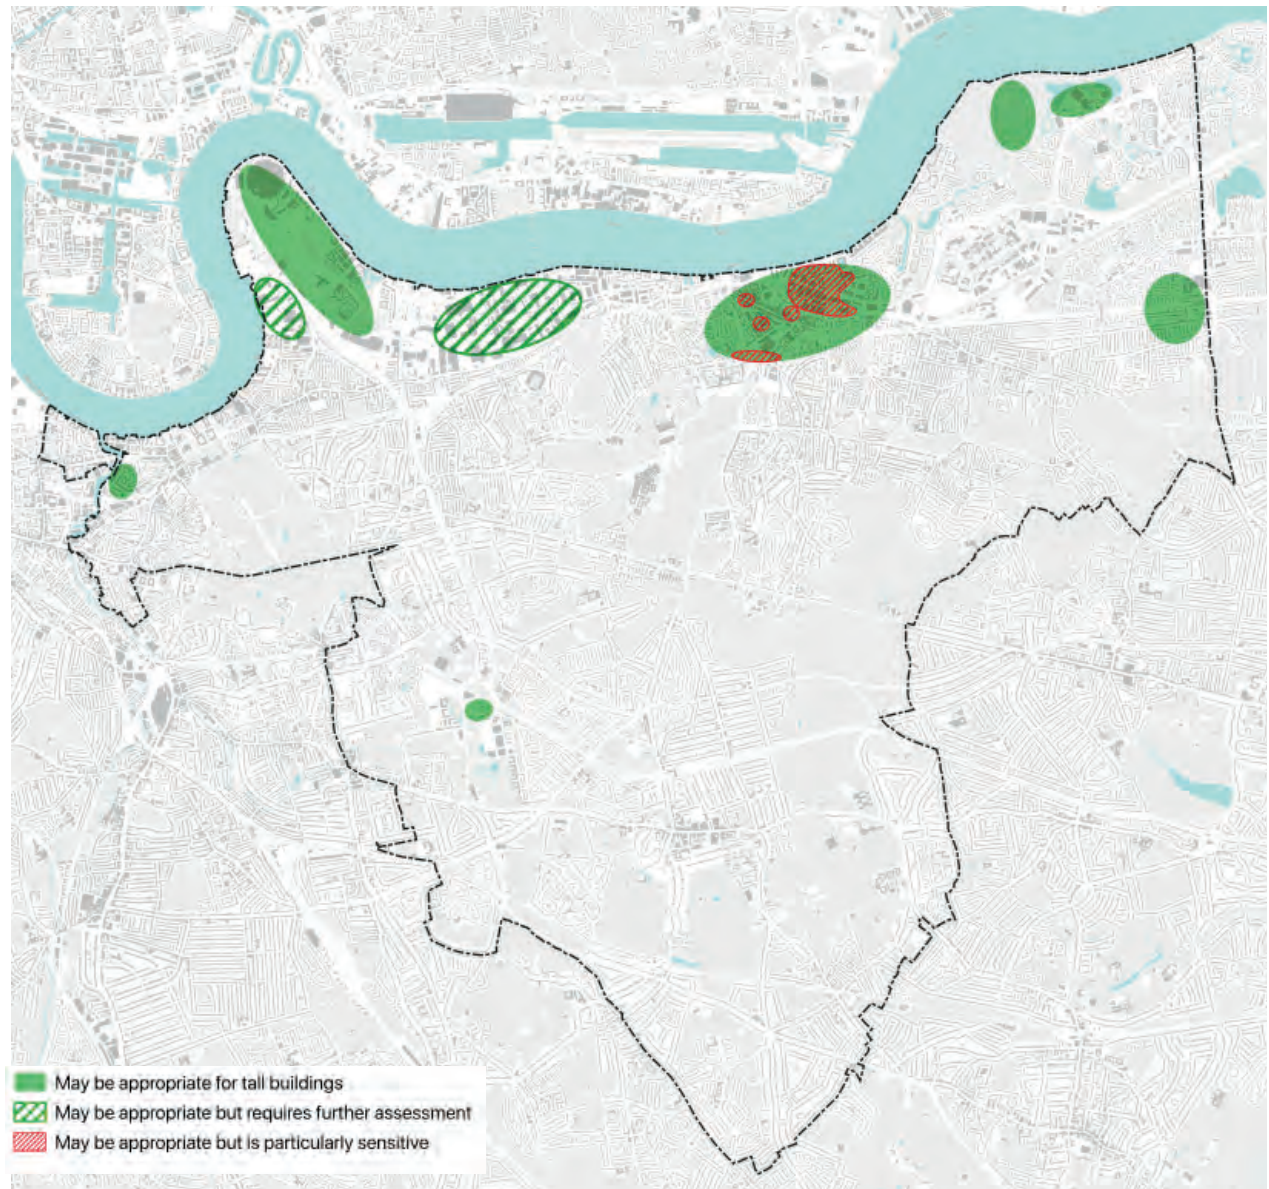 May be appropriate for tall buildings
May be appropriate but requires further assessment
May be appropriate but is particularly sensitive